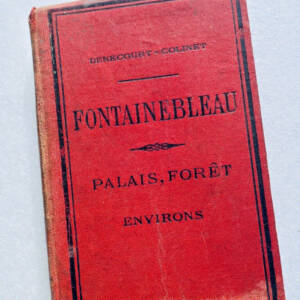 DENECOURT-COLINET
FONTAINEBLEAU
PALAIS, FORÊT
ENVIRONS